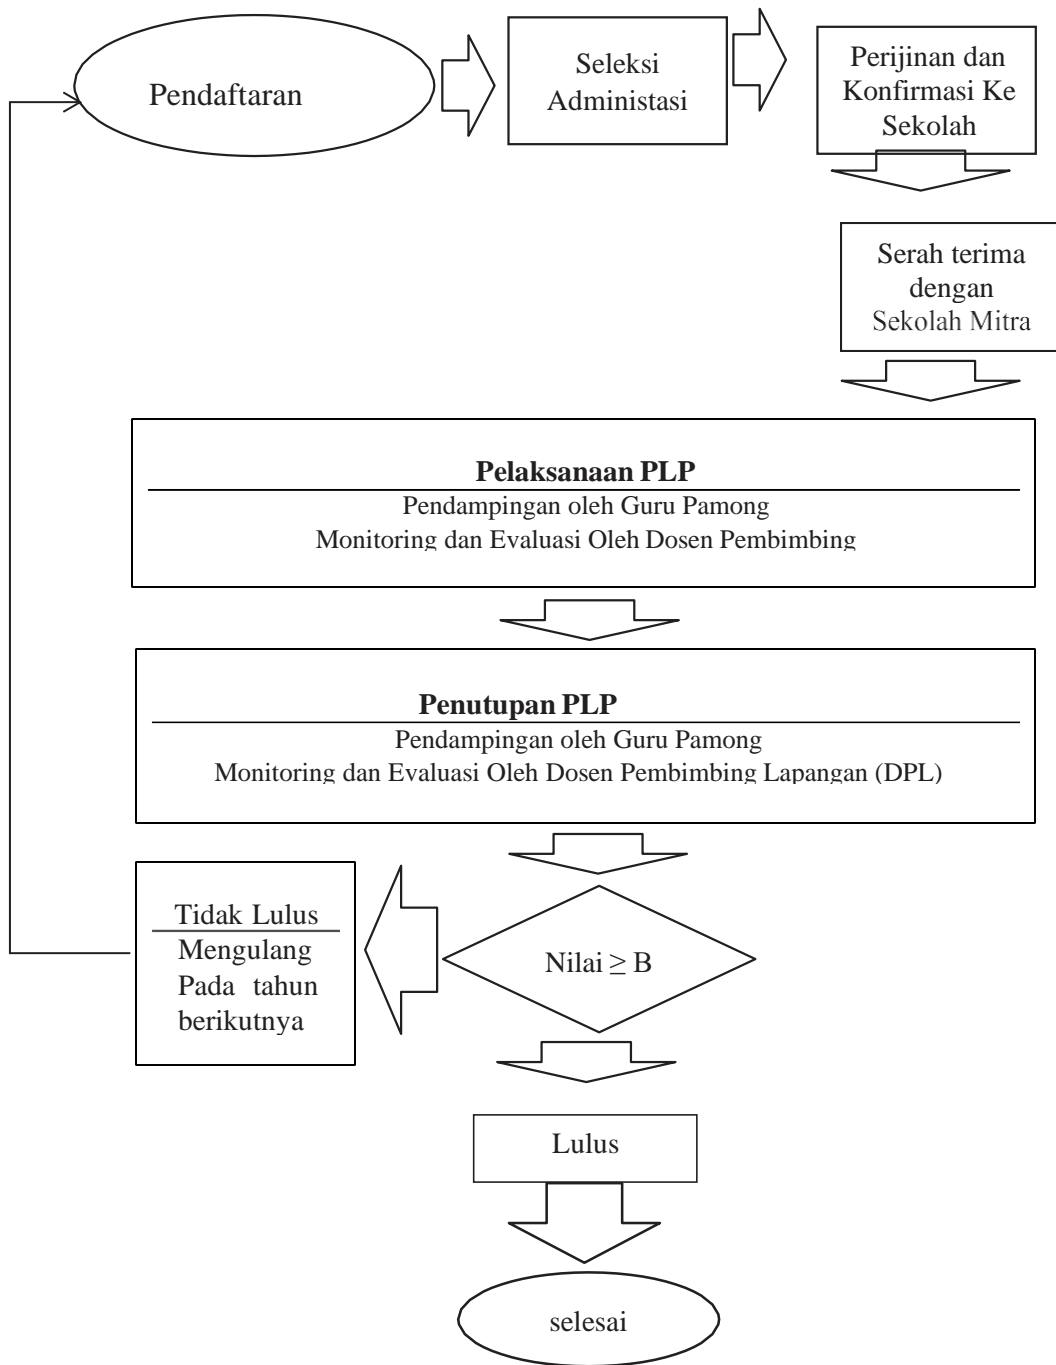 Pendaftaran
Seleksi
Administasi
Perijinan dan
Konfirmasi Ke
Sekolah
Serah terima
dengan
Sekolah Mitra
Pelaksanaan PLP
Pendampingan oleh Guru Pamong
Monitoring dan Evaluasi Oleh Dosen Pembimbing
Penutupan PLP
Pendampingan oleh Guru Pamong
Monitoring dan Evaluasi Oleh Dosen Pembimbing Lapangan (DPL)
Tidak Lulus
Mengulang
Pada tahun
berikutnya
Nilai ≥ B
Lulus
selesai